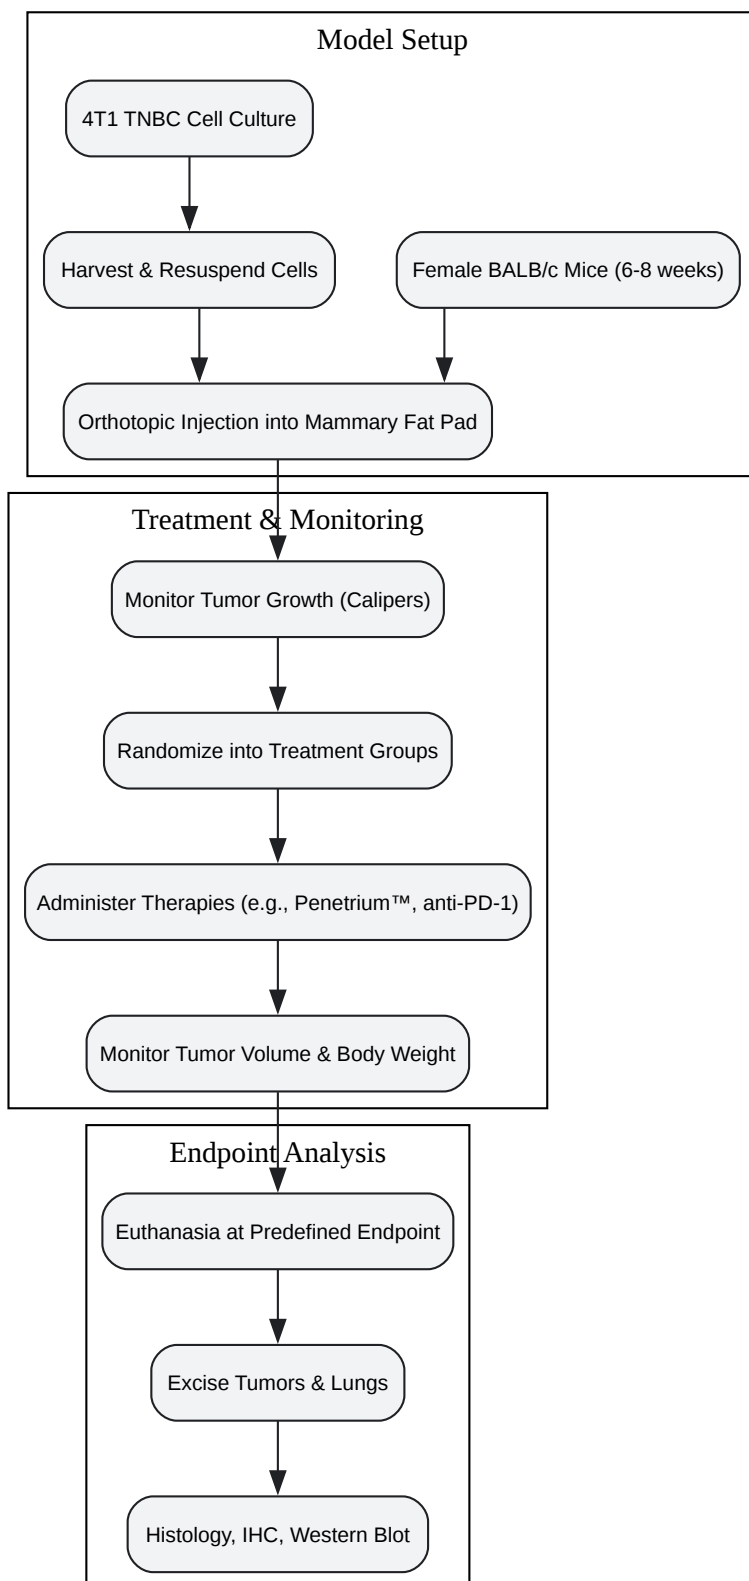 Model Setup
4T1 TNBC Cell Culture
Harvest & Resuspend Cells
Female BALB/c Mice (6-8 weeks)
Orthotopic Injection into Mammary Fat Pad
Treatment & Monitoring
Monitor Tumor Growth (Calipers)
Randomize into Treatment Groups
Administer Therapies (e.g., Penetrium™, anti-PD-1)
Monitor Tumor Volume & Body Weight
Endpoint Analysis
Euthanasia at Predefined Endpoint
Excise Tumors & Lungs
Histology, IHC, Western Blot